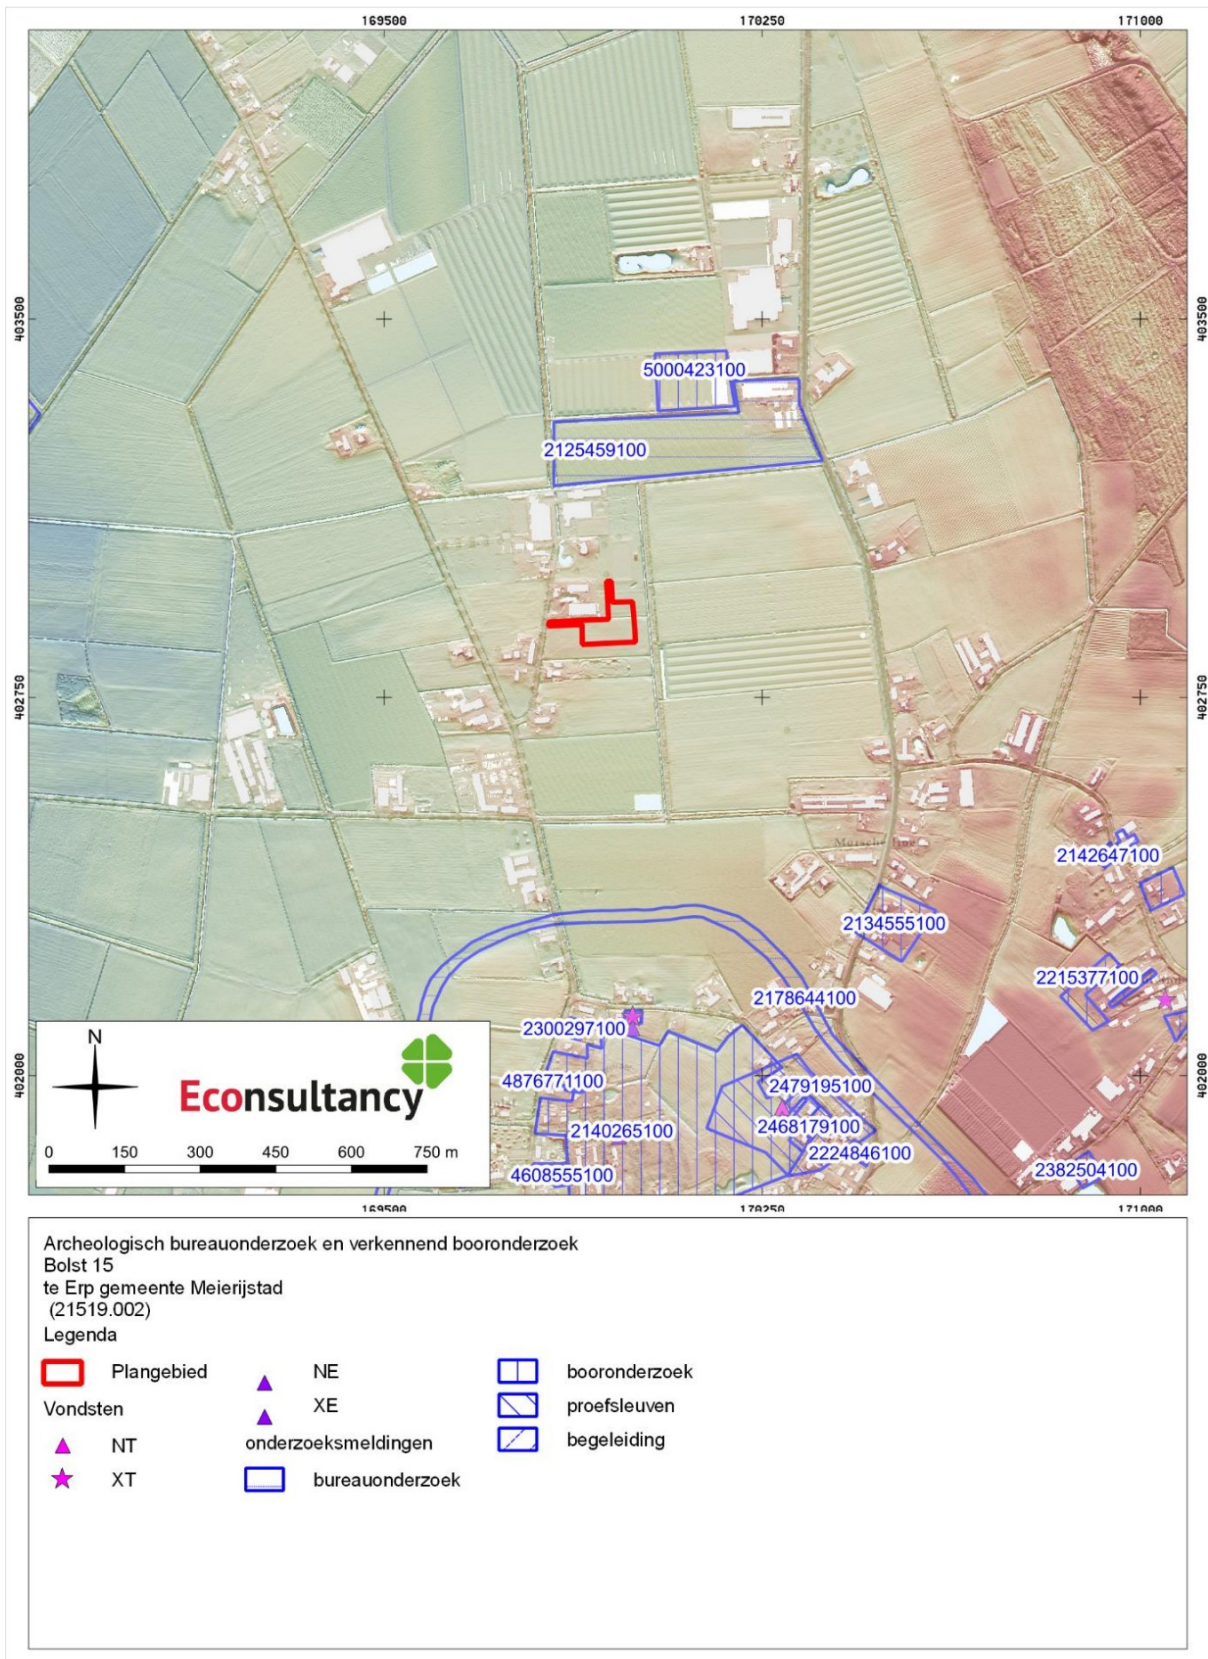 169500 170250 171000
403500 403500
5000423100
2125459100
402750 402750
2142647100
2134555100
2215377100
2178644100
2300297100
4876771100
2479195100
402000 402000
2468179100
2140265100
2224846100
4608555100
2382504100
N
Econsultancy
0 150 300 450 600 750 m
169500 170250 171000
Archeologisch bureauonderzoek en verkennend booronderzoek
Bolst 15
te Erp gemeente Meierijstad
(21519.002)
Legenda
Plangebied
Vondsten
NT
XT
NE
XE
onderzoeksmeldingen
bureauonderzoek
booronderzoek
proefsleuven
begeleiding